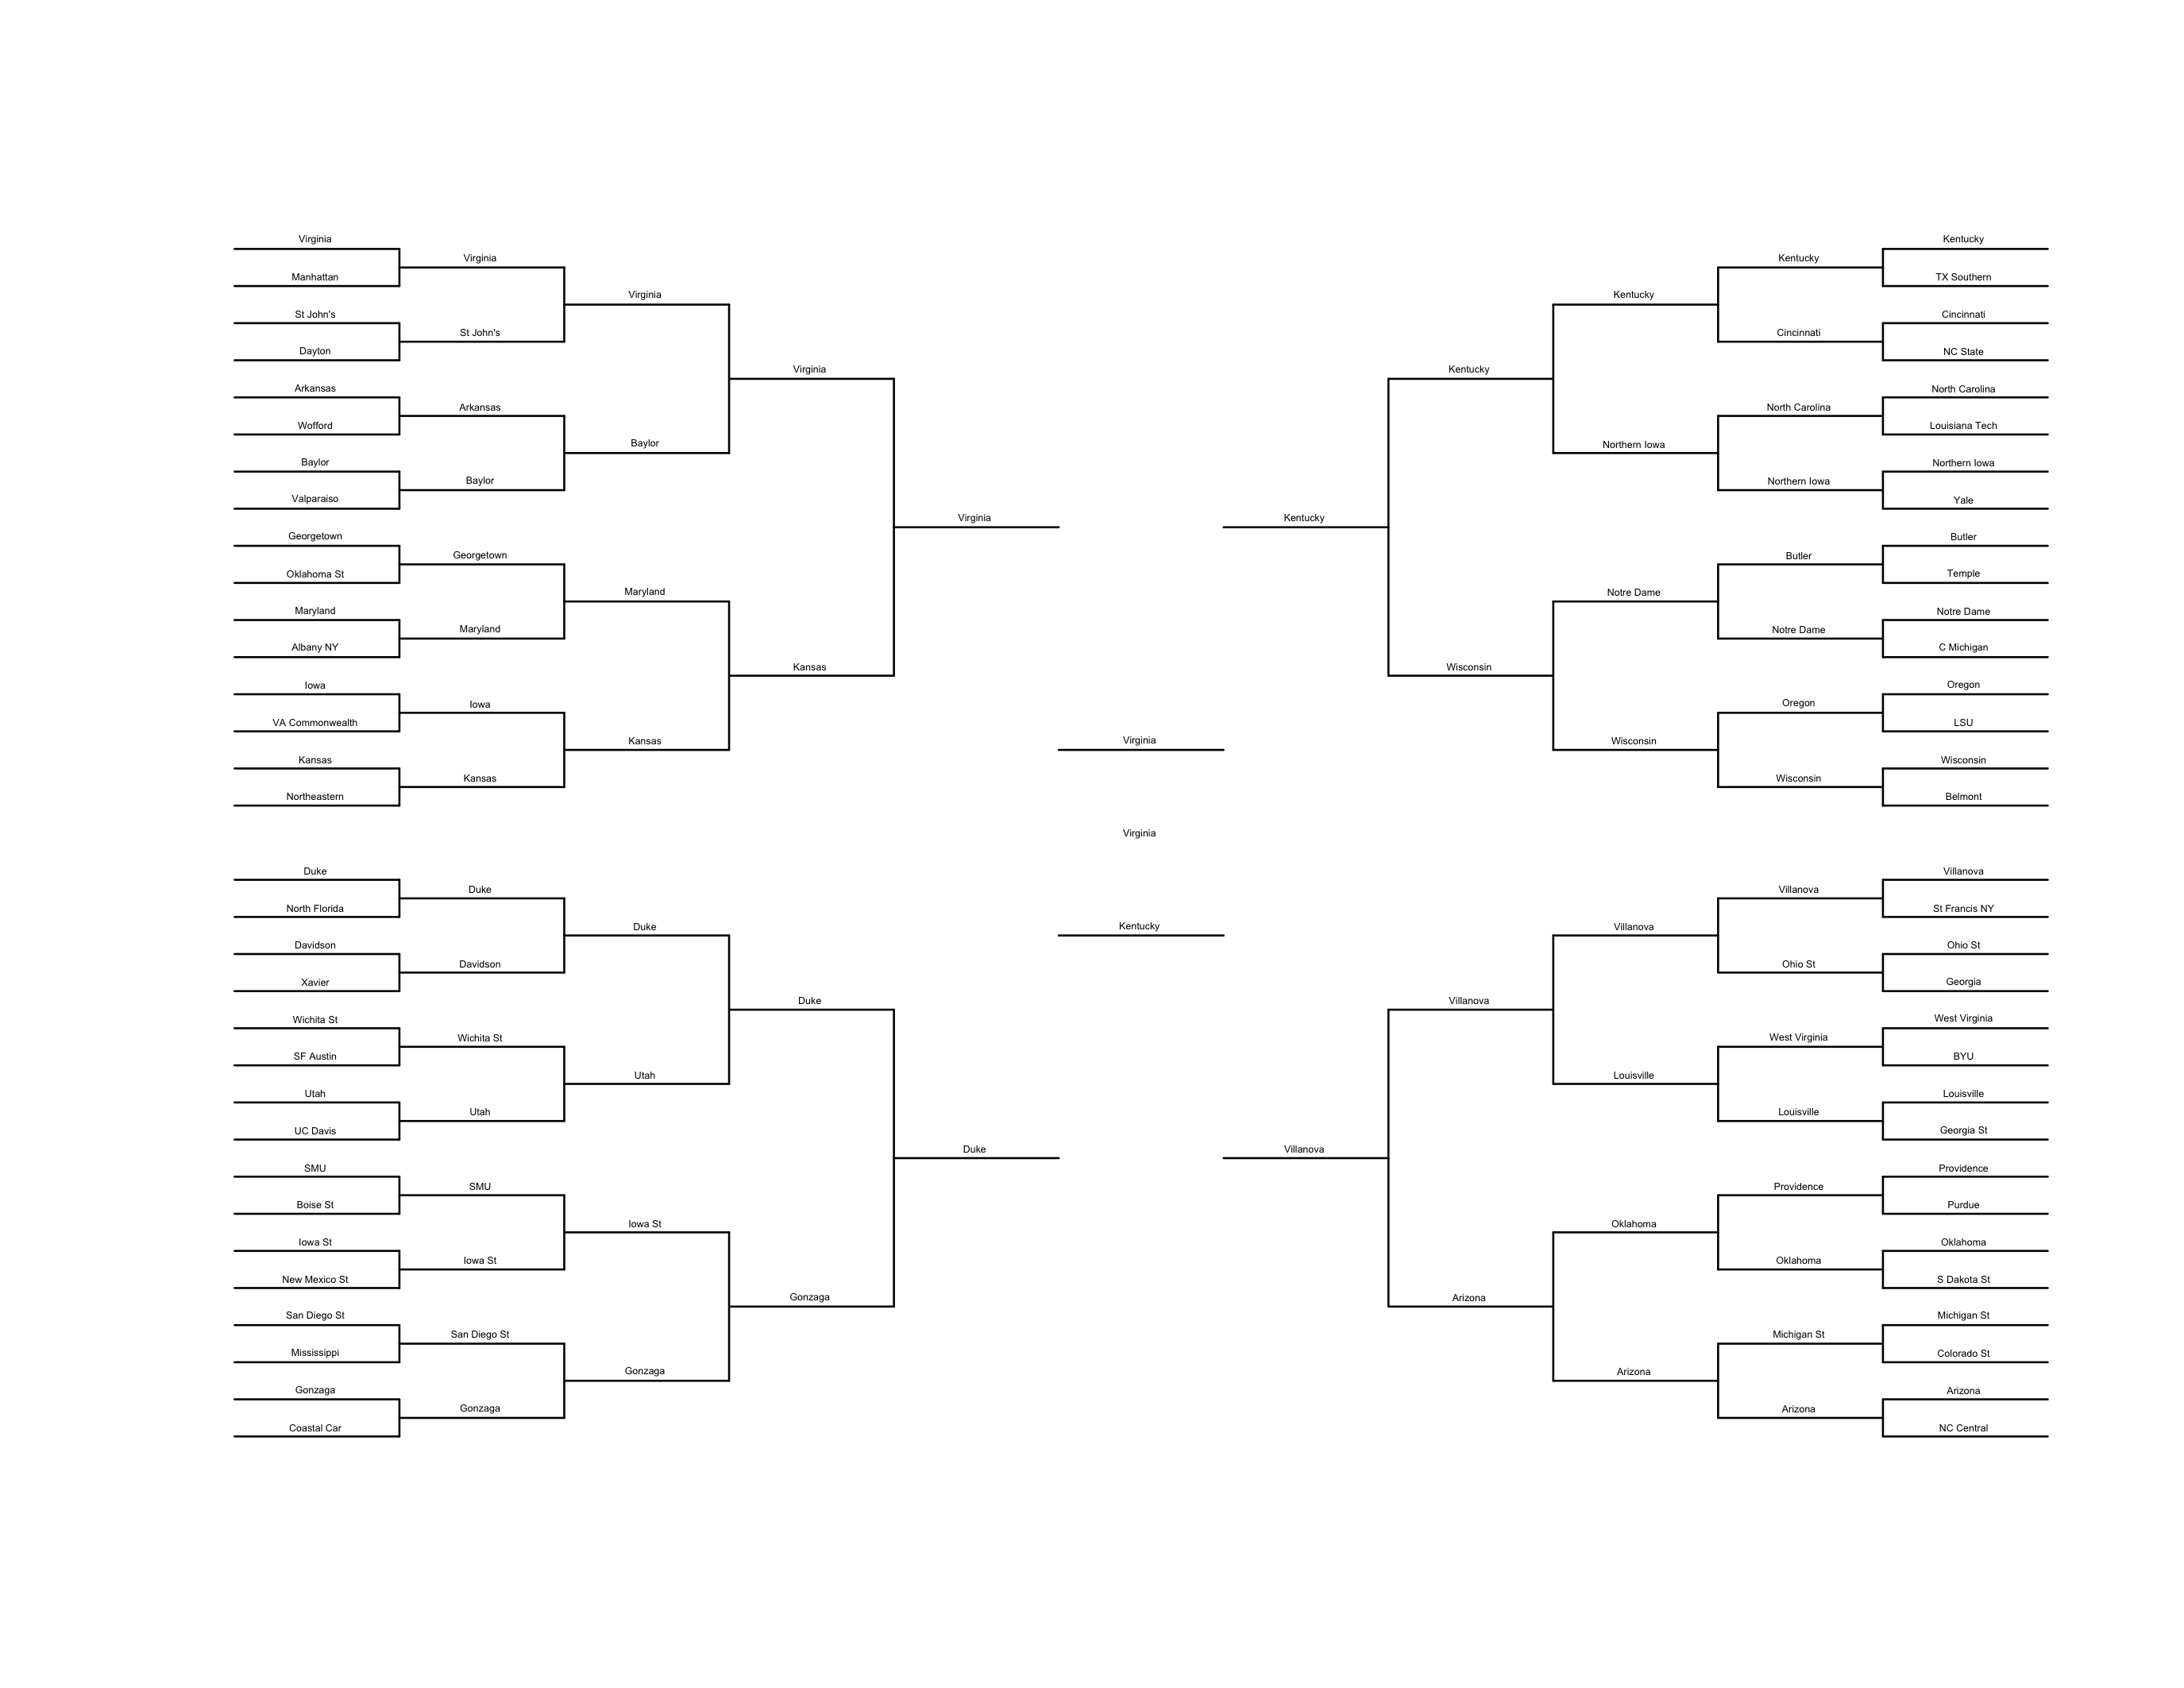 Virginia
Manhattan
St John's
Dayton
Arkansas
Wofford
Baylor
Valparaiso
Georgetown
Oklahoma St
Maryland
Albany NY
Iowa
VA Commonwealth
Kansas
Northeastern
Duke
North Florida
Davidson
Xavier
Wichita St
SF Austin
Utah
UC Davis
SMU
Boise St
Iowa St
New Mexico St
San Diego St
Mississippi
Gonzaga
Coastal Car
Virginia
St John's
Arkansas
Baylor
Georgetown
Maryland
Iowa
Kansas
Duke
Davidson
Wichita St
Utah
SMU
Iowa St
San Diego St
Gonzaga
Virginia
Baylor
Maryland
Kansas
Duke
Utah
Iowa St
Gonzaga
Virginia
Kansas
Duke
Gonzaga
Virginia
Duke
Virginia
Virginia
Kentucky
Kentucky
Villanova
Kentucky
Wisconsin
Villanova
Arizona
Kentucky
Northern Iowa
Notre Dame
Wisconsin
Villanova
Louisville
Oklahoma
Arizona
Kentucky
Cincinnati
North Carolina
Northern Iowa
Butler
Notre Dame
Oregon
Wisconsin
Villanova
Ohio St
West Virginia
Louisville
Providence
Oklahoma
Michigan St
Arizona
Kentucky
TX Southern
Cincinnati
NC State
North Carolina
Louisiana Tech
Northern Iowa
Yale
Butler
Temple
Notre Dame
C Michigan
Oregon
LSU
Wisconsin
Belmont
Villanova
St Francis NY
Ohio St
Georgia
West Virginia
BYU
Louisville
Georgia St
Providence
Purdue
Oklahoma
S Dakota St
Michigan St
Colorado St
Arizona
NC Central